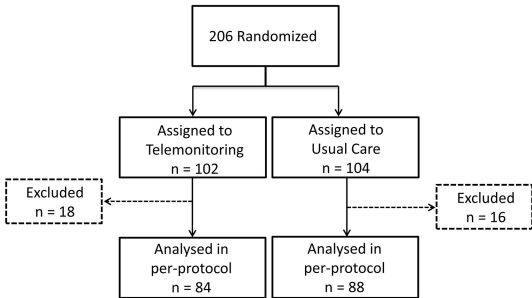 206 Randomized
Assigned to
Telemonitoring
n = 102
Assigned to
Usual Care
n = 104
Excluded
n = 18
Excluded
n = 16
Analysed in
per-protocol
n = 84
Analysed in
per-protocol
n = 88